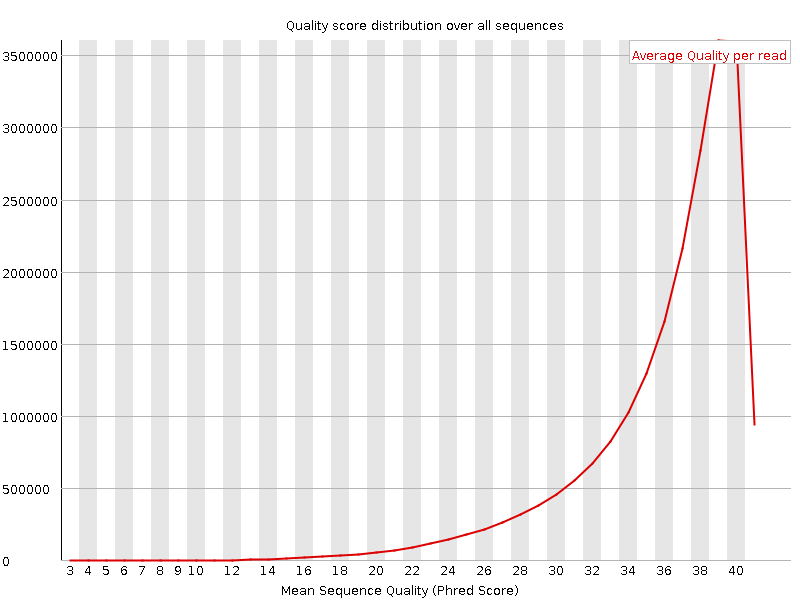 Quality score distribution over all sequences
Average Quality per read
3500000
3000000
2500000
2000000
1500000
1000000
500000
0
3 4 5 6 7 8 9 10 12 14 16 18 20 22 24 26 28 30 32 34 36 38 40
Mean Sequence Quality (Phred Score)